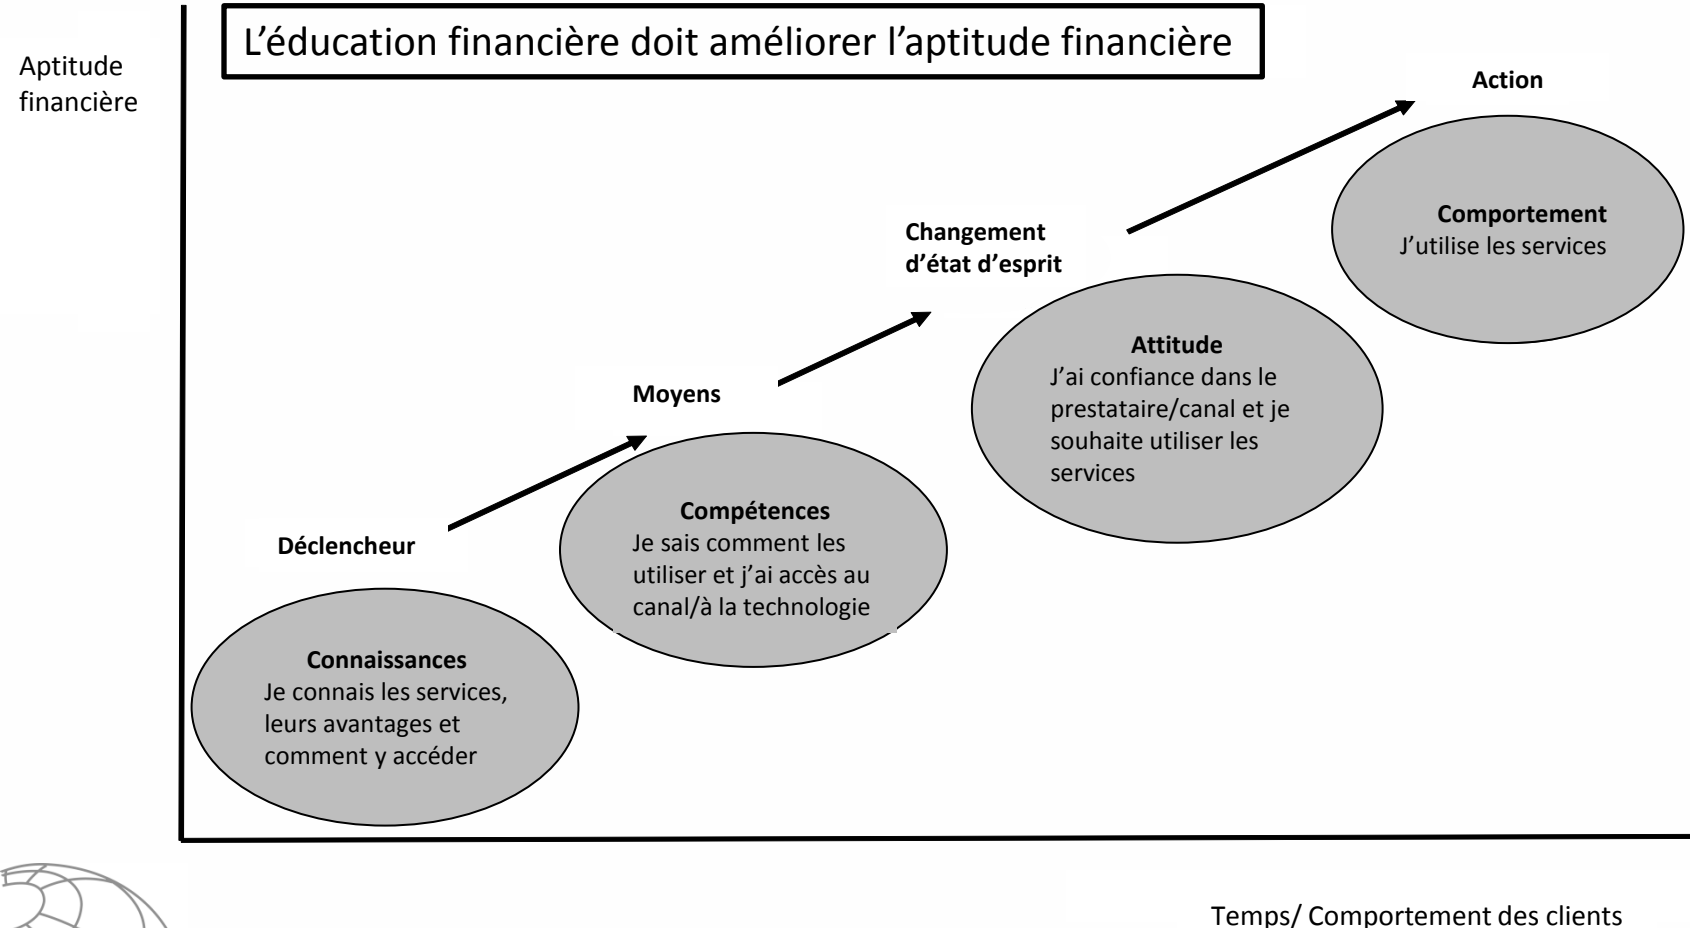 L’éducation financière doit améliorer l’aptitude financière
Aptitude
financière
Action
Comportement
J’utilise les services
Changement
d’état d’esprit
Attitude
J’ai confiance dans le
prestataire/canal et je
souhaite utiliser les
services
Moyens
Compétences
Je sais comment les
utiliser et j’ai accès au
canal/à la technologie
Déclencheur
Connaissances
Je connais les services,
leurs avantages et
comment y accéder
Temps/ Comportement des clients